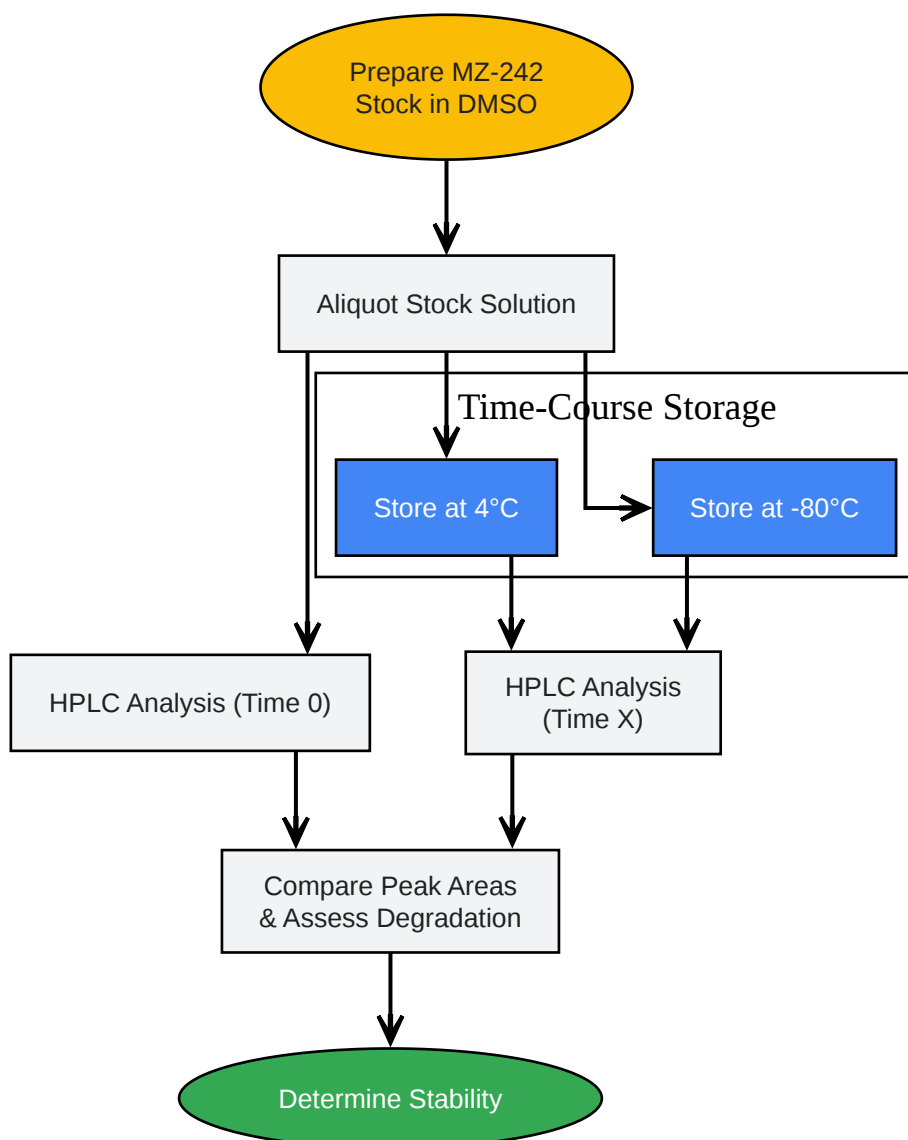 Prepare MZ-242
Stock in DMSO
Aliquot Stock Solution
Time-Course Storage
Store at 4°C
Store at -80°C
HPLC Analysis (Time 0)
HPLC Analysis
(Time X)
Compare Peak Areas
& Assess Degradation
Determine Stability